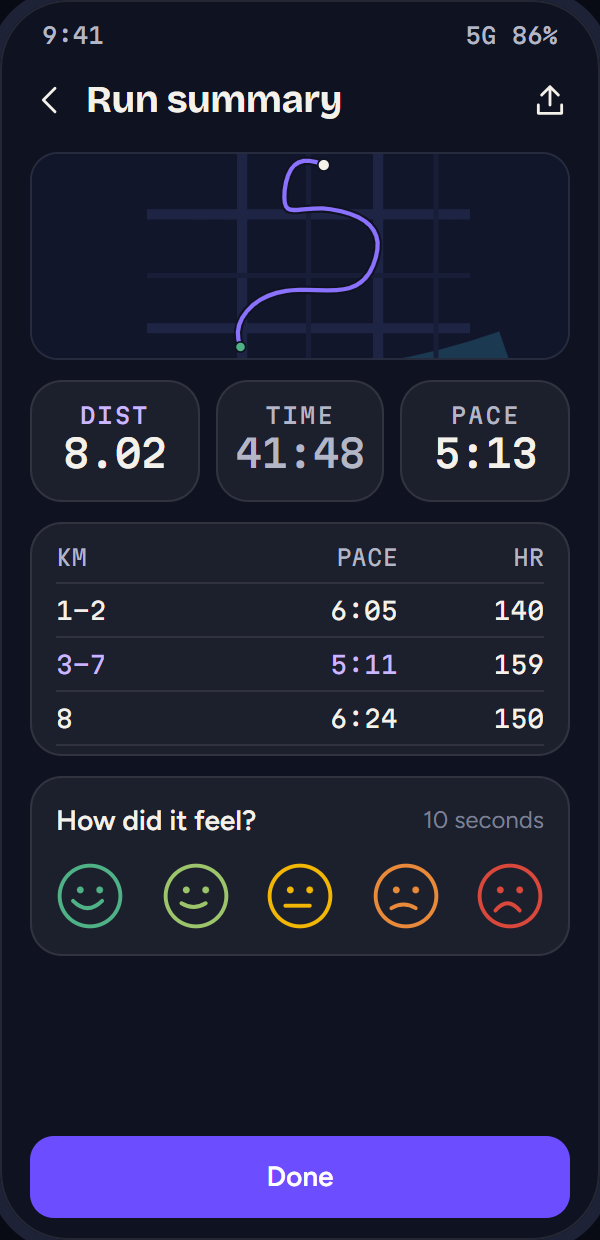 9:41 5G 86%
Run summary
DIST TIME PACE
8.02 41:48 5:13
KM PACE HR
1–2 6:05 140
3–7 5:11 159
8 6:24 150
How did it feel? 10 seconds
Done